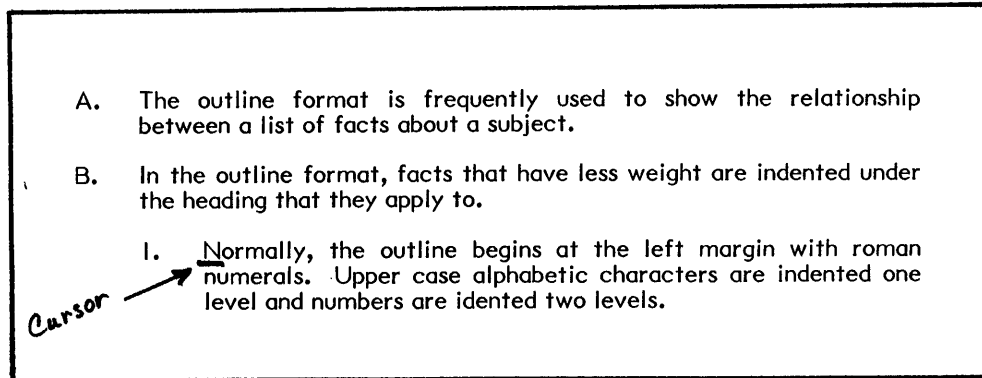 A. The outline format is frequently used to show the relationship
between a list of facts about a subject.
B. In the outline format, facts that have less weight are indented under
the heading that they apply to.
1. Normally, the outline begins at the left margin with roman
numerals. Upper case alphabetic characters are indented one
level and numbers are idented two levels.
Cursor